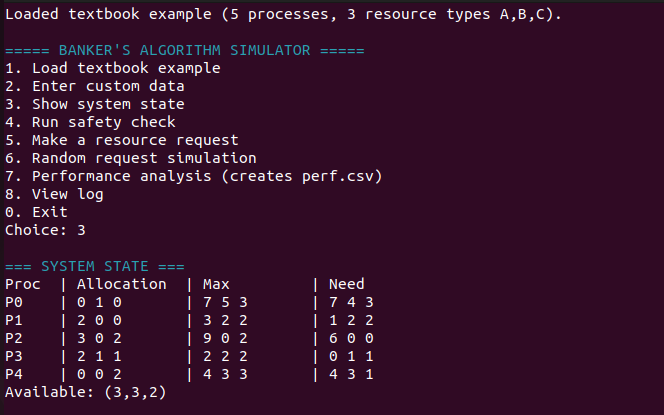 Loaded textbook example (5 processes, 3 resource types A,B,C).
===== BANKER'S ALGORITHM SIMULATOR =====
1. Load textbook example
2. Enter custom data
3. Show system state
4. Run safety check
5. Make a resource request
6. Random request simulation
7. Performance analysis (creates perf.csv)
8. View log
0. Exit
Choice: 3
=== SYSTEM STATE ===
Proc  | Allocation  | Max         | Need
P0    | 0 1 0       | 7 5 3       | 7 4 3
P1    | 2 0 0       | 3 2 2       | 1 2 2
P2    | 3 0 2       | 9 0 2       | 6 0 0
P3    | 2 1 1       | 2 2 2       | 0 1 1
P4    | 0 0 2       | 4 3 3       | 4 3 1
Available: (3,3,2)